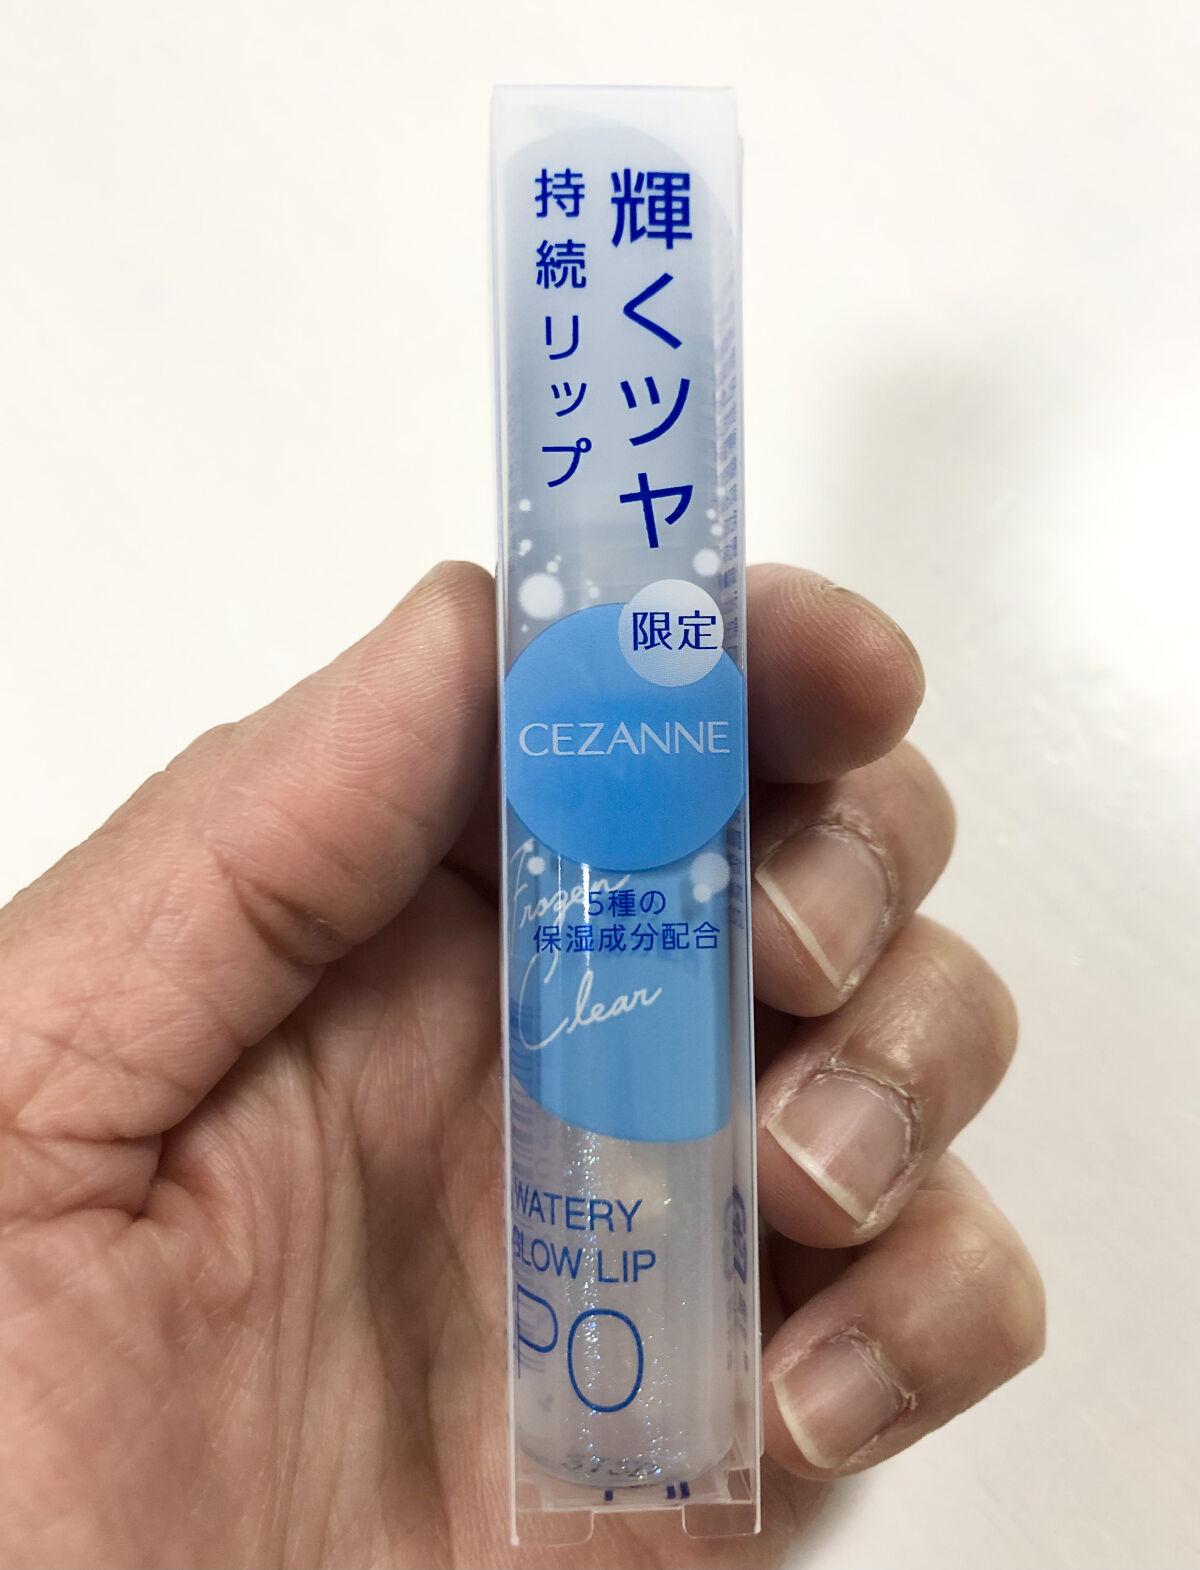 輝くツヤ
持続リップ
限定
CEZANNE
Frozen
5種の
保湿成分配合
Clear
WATERY
GLOW LIP
P0